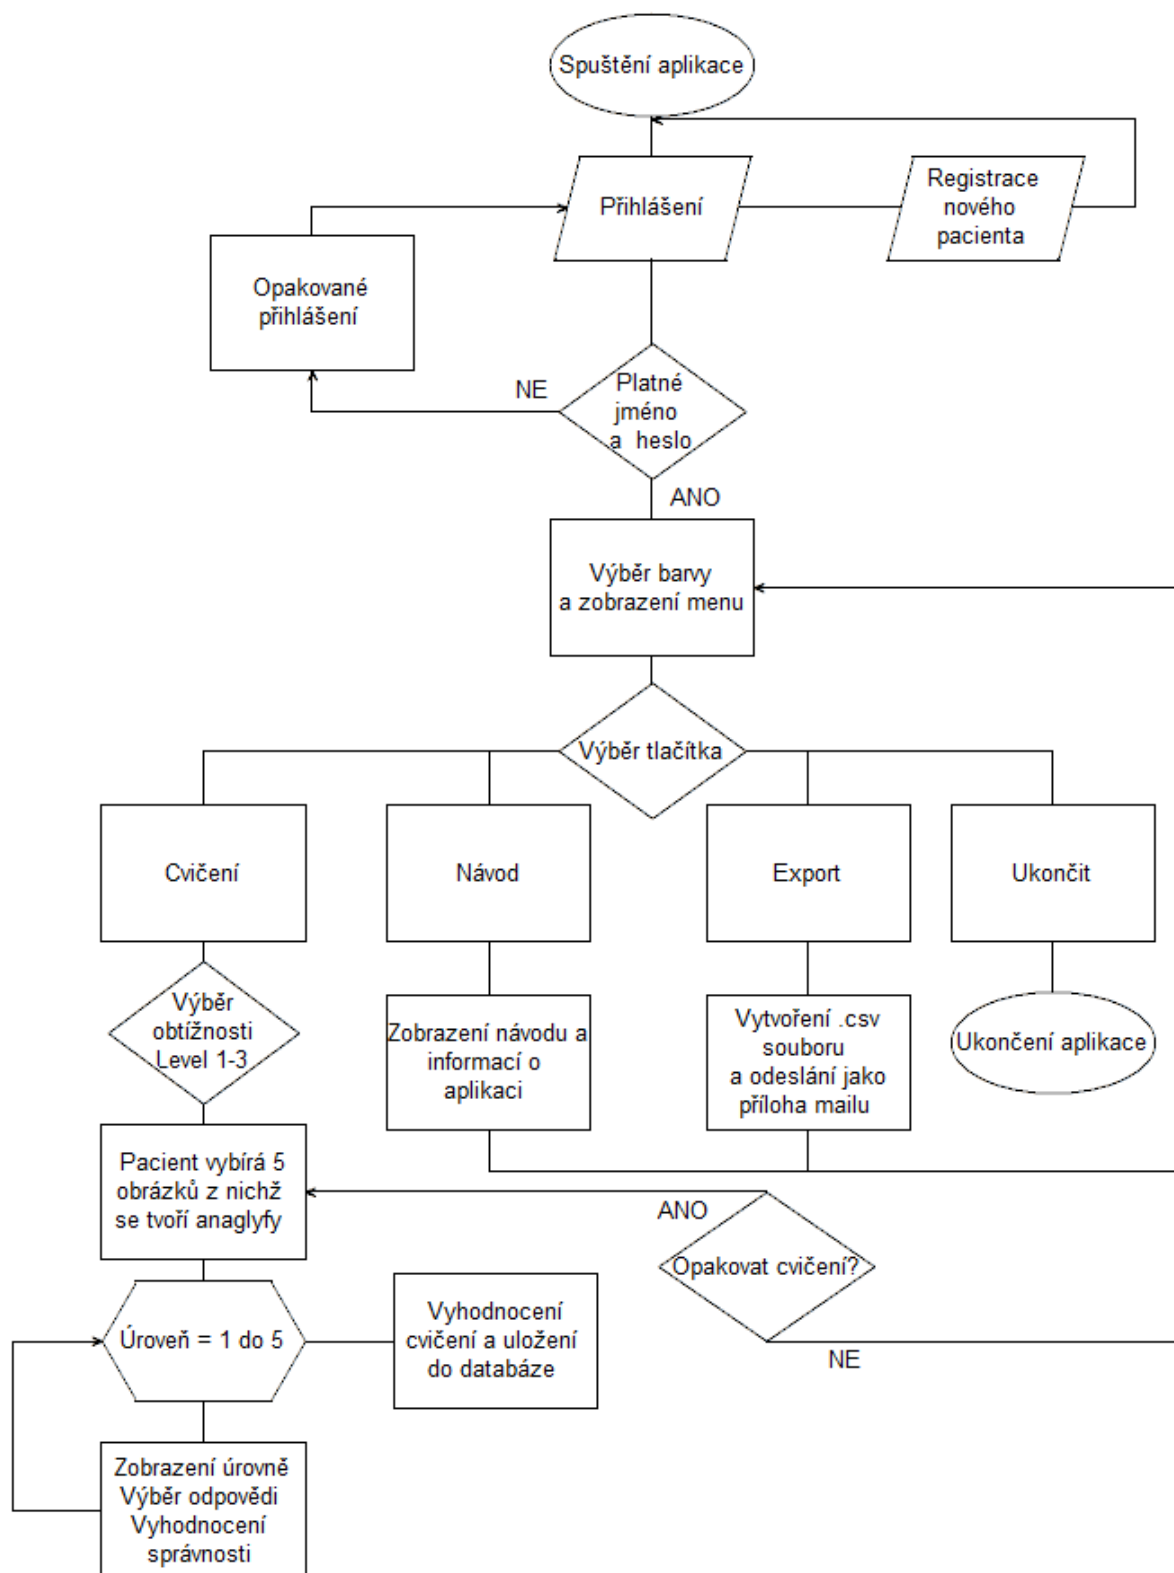 Spuštění aplikace
Přihlášení
Registrace
nového
pacienta
Opakované
přihlášení
NE
Platné
jméno
a heslo
ANO
Výběr barvy
a zobrazení menu
Výběr tlačítka
Cvičení
Návod
Export
Ukončit
Výběr
obtížnosti
Level 1-3
Zobrazení návodu a
informací o
aplikaci
Vytvoření .csv
souboru
a odeslání jako
příloha mailu
Ukončení aplikace
Pacient vybírá 5
obrázků z nichž
se tvoří anaglyfy
ANO
Opakovat cvičení?
NE
Úroveň = 1 do 5
Vyhodnocení
cvičení a uložení
do databáze
Zobrazení úrovně
Výběr odpovědi
Vyhodnocení
správnosti